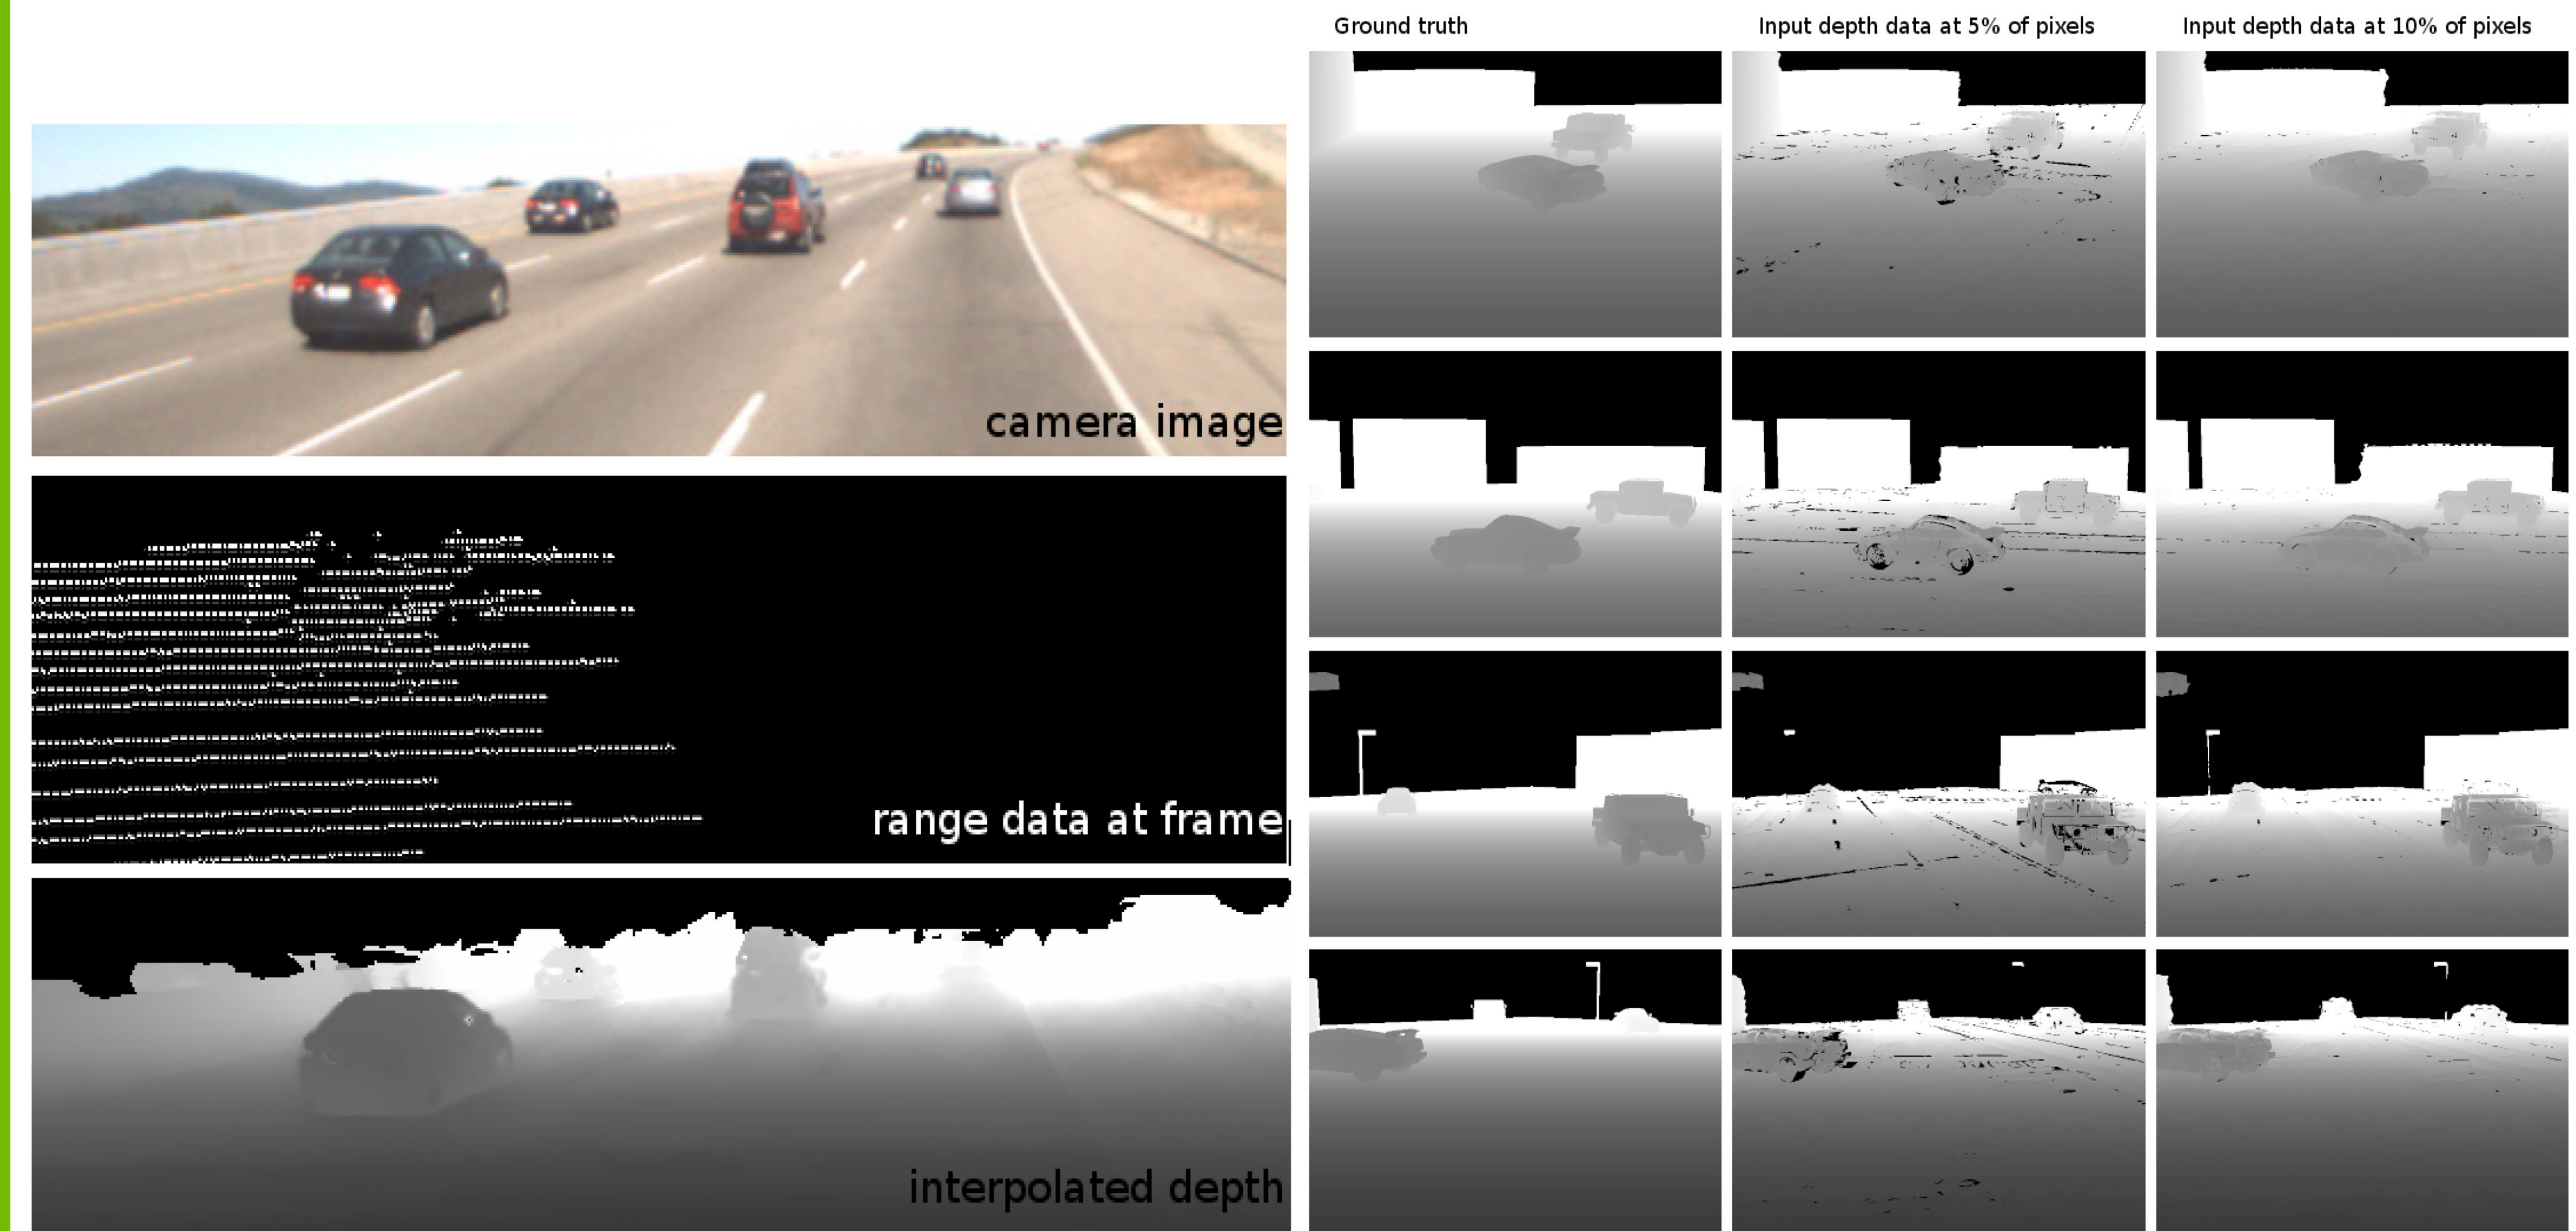 Ground truth
Input depth data at 5% of pixels
Input depth data at 10% of pixels
camera image
range data at frame
interpolated depth